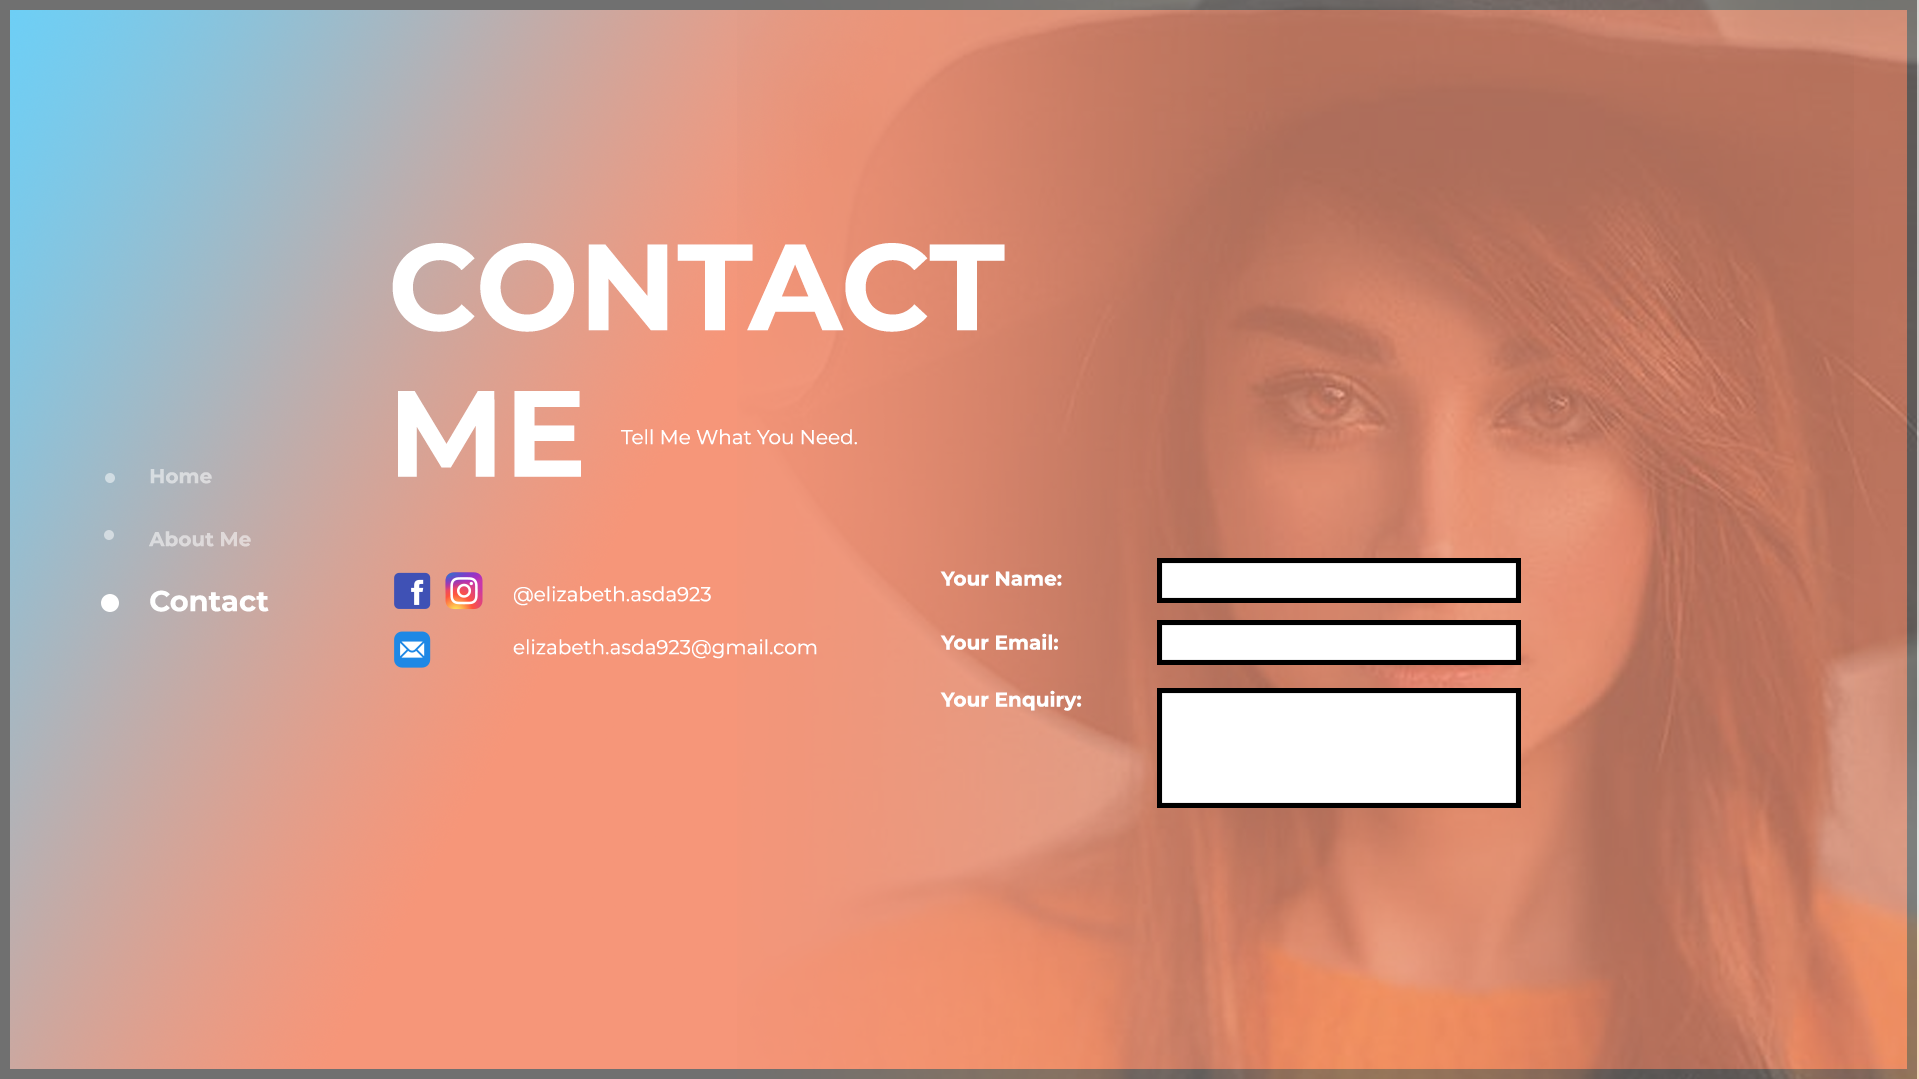 CONTACT
ME
Tell Me What You Need.
Home
About Me
Contact
@elizabeth.asda923
elizabeth.asda923@gmail.com
Your Name:
Your Email:
Your Enquiry: